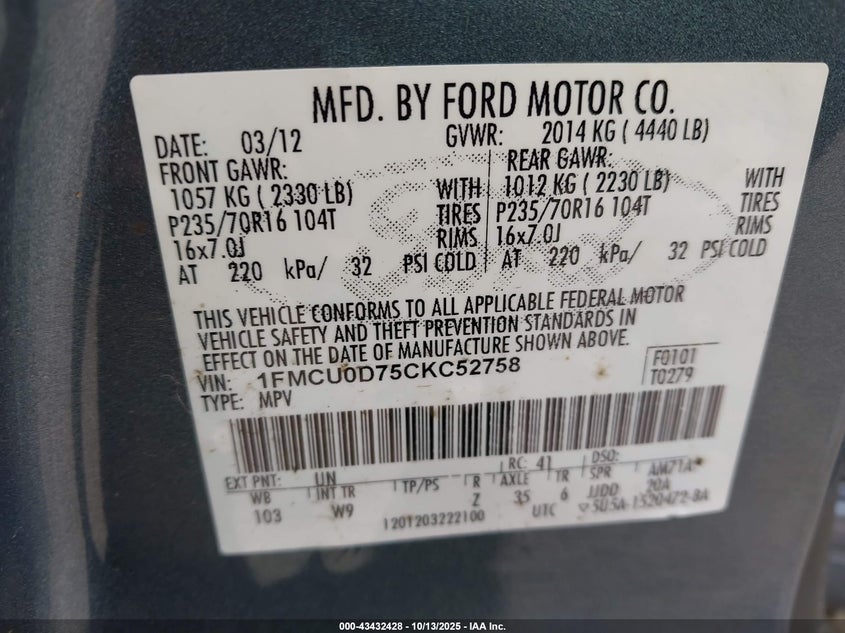 MFD. BY FORD MOTOR CO.
DATE: 03/12 GVWR: 2014 KG ( 4440 LB)
FRONT GAWR: REAR GAWR:
1057 KG ( 2330 LB) WITH 1012 KG ( 2230 LB) WITH
P235/70R16 104T TIRES P235/70R16 104T TIRES
16x7.0J RIMS 16x7.0J RIMS
AT 220 kPa/ 32 PSI COLD AT 220 kPa/ 32 PSI COLD
THIS VEHICLE CONFORMS TO ALL APPLICABLE FEDERAL MOTOR
VEHICLE SAFETY AND THEFT PREVENTION STANDARDS IN
EFFECT ON THE DATE OF MANUFACTURE SHOWN ABOVE.
VIN: 1FMCU0D75CKC52758 F0101
TYPE: MPV T0279
EXT PNT: UN RC: 41 DSO:
WB INT TR TP/PS R AXLE TR SPR
103 W9 Z 35 6 JJDD 20A
1201203222100 UTC
000-43432428 - 10/13/2025 - IAA Inc.